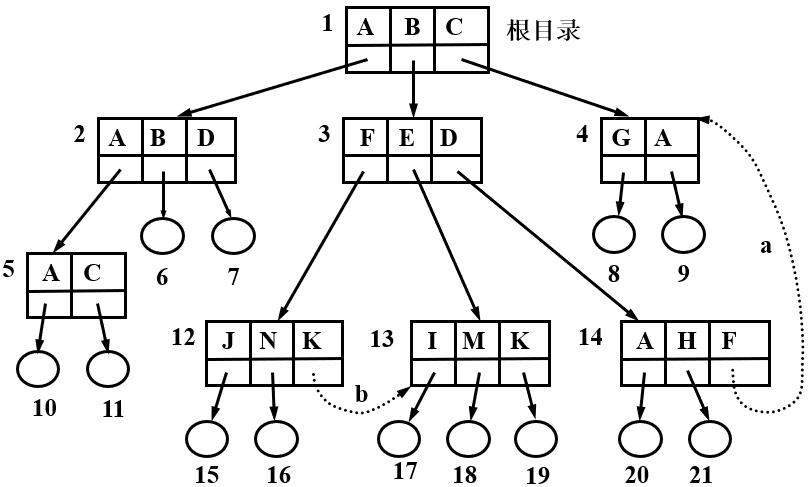 1 A B C 根目录
2 A B D 3 F E D 4 G A
6 7 8 9 a
5 A C
10 11
12 J N K 13 I M K 14 A H F
b
15 16 17 18 19 20 21